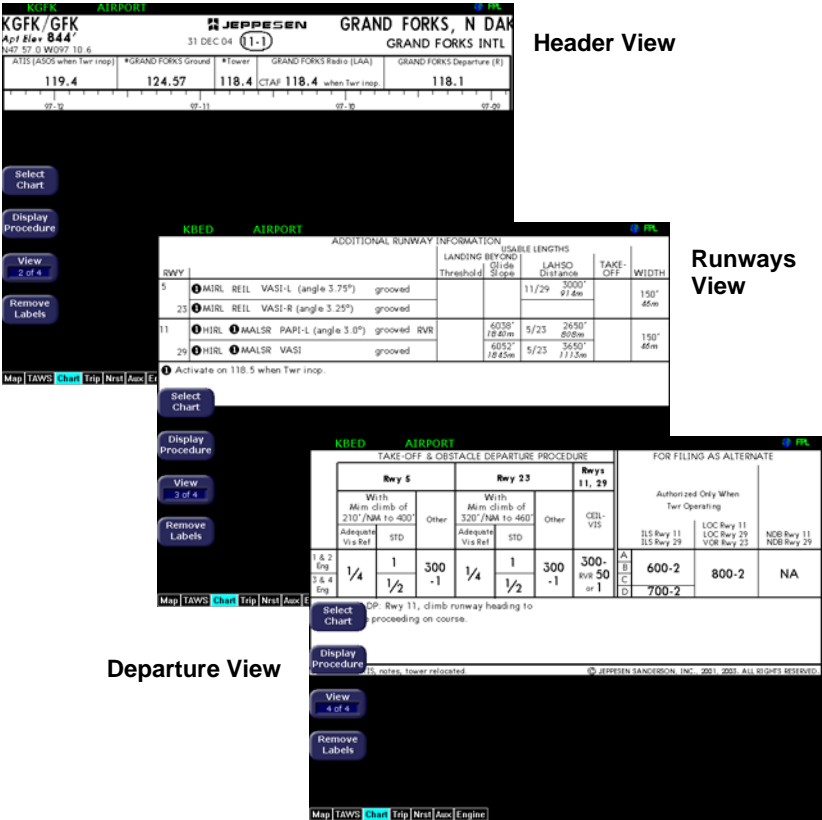 KGFK AIRPORT FPL
KGFK/GFK JEPPESEN GRAND FORKS, N DAK
Apt Elev 844' 31 DEC 04 11-1 GRAND FORKS INTL
N47 57.0 W097 10.6
ATIS (ASOS when Twr inop) *GRAND FORKS Ground *Tower GRAND FORKS Radio (LAA) GRAND FORKS Departure (R)
119.4 124.57 118.4 CTAF 118.4 when Twr inop. 118.1
97-12 97-11 97-10 97-09
Header View
Select
Chart
Display
Procedure
View
2 of 4
Remove
Labels
Map TAWS Chart Trip Nrst Aux
KBED AIRPORT FPL
ADDITIONAL RUNWAY INFORMATION
USABLE LENGTHS
LANDING BEYOND
Threshold Glide Slope LAHSO Distance TAKE-OFF WIDTH
RWY
5 1 MIRL REIL VASI-L (angle 3.75°) grooved 11/29 3000' 914m
150'
46m
23 1 MIRL REIL VASI-R (angle 3.25°) grooved
11 1 HIRL 1 MALSR PAPI-L (angle 3.0°) grooved RVR 6038' 1840m 5/23 2650' 808m
150'
46m
29 1 HIRL 1 MALSR VASI grooved 6052' 1845m 5/23 3650' 1113m
1 Activate on 118.5 when Twr inop.
Runways
View
Select
Chart
Display
Procedure
View
3 of 4
Remove
Labels
Map TAWS Chart Trip Nrst Aux
KBED AIRPORT FPL
TAKE-OFF & OBSTACLE DEPARTURE PROCEDURE FOR FILING AS ALTERNATE
Rwy 5 Rwy 23 Rwys 11, 29
With Mim climb of 210'/NM to 400' Other With Mim climb of 320'/NM to 460' Other CEIL-VIS
Adequate Vis Ref STD Adequate Vis Ref STD
Authorized Only When
Twr Operating
ILS Rwy 11 LOC Rwy 11 NDB Rwy 11
ILS Rwy 29 LOC Rwy 29 NDB Rwy 29
VOR Rwy 23
1 & 2 Eng 1/4 1 300-1 1/4 1 300-1 300-RVR 50 or 1
3 & 4 Eng 1/2 1/2
A B C 600-2 800-2 NA
D 700-2
DP: Rwy 11, climb runway heading to
proceeding on course.
notes, tower relocated. © JEPPESEN SANDERSON, INC., 2001, 2003. ALL RIGHTS RESERVED.
Departure View
Select
Chart
Display
Procedure
View
4 of 4
Remove
Labels
Map TAWS Chart Trip Nrst Aux Engine